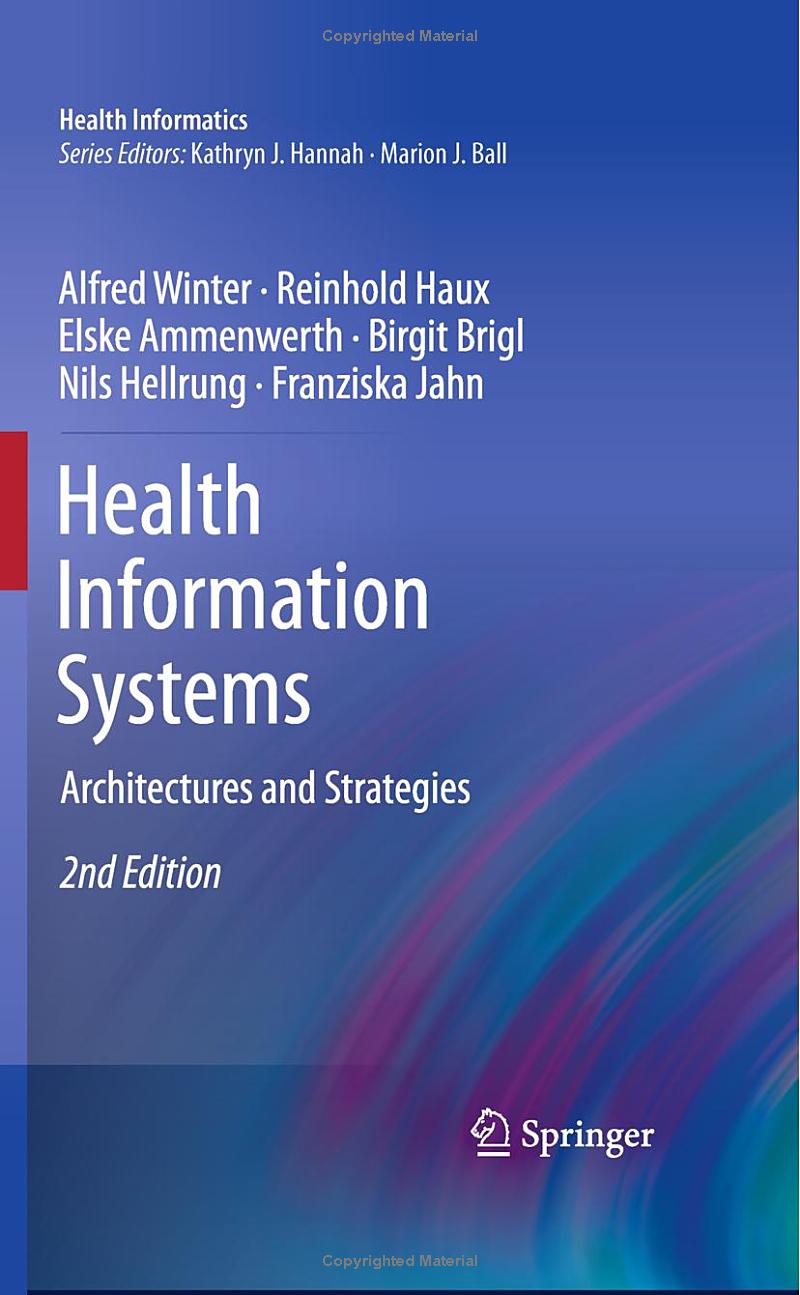 Copyrighted Material
Health Informatics
Series Editors: Kathryn J. Hannah · Marion J. Ball
Alfred Winter · Reinhold Haux
Elske Ammenwerth · Birgit Brigl
Nils Hellrung · Franziska Jahn
Health
Information
Systems
Architectures and Strategies
2nd Edition
Springer
Copyrighted Material